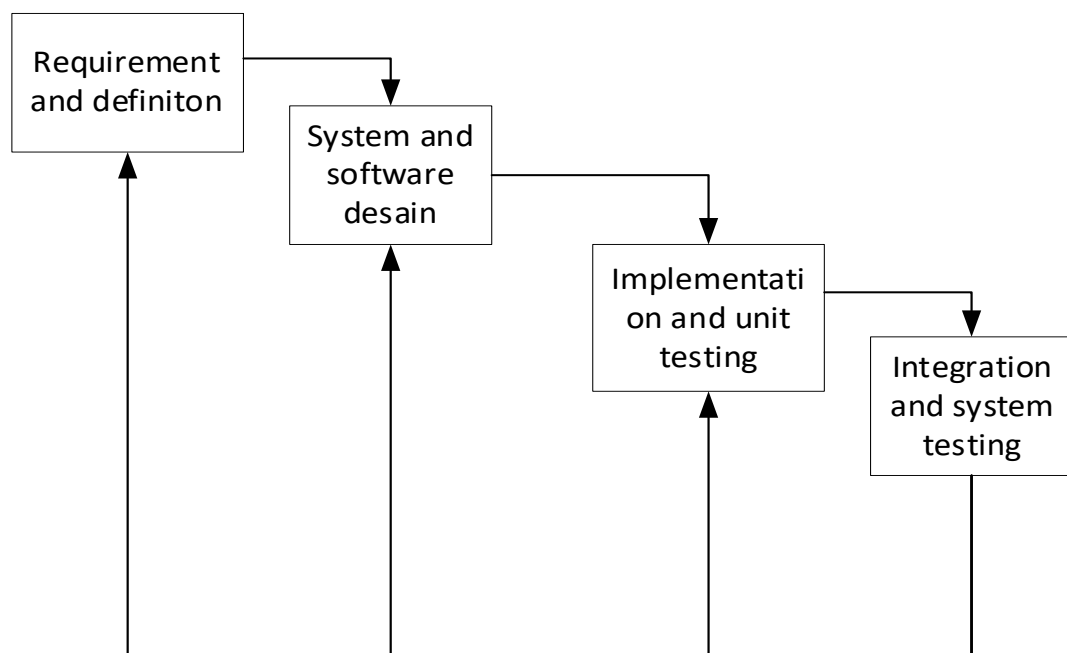 Requirement
and definiton
System and
software
desain
Implementati
on and unit
testing
Integration
and system
testing